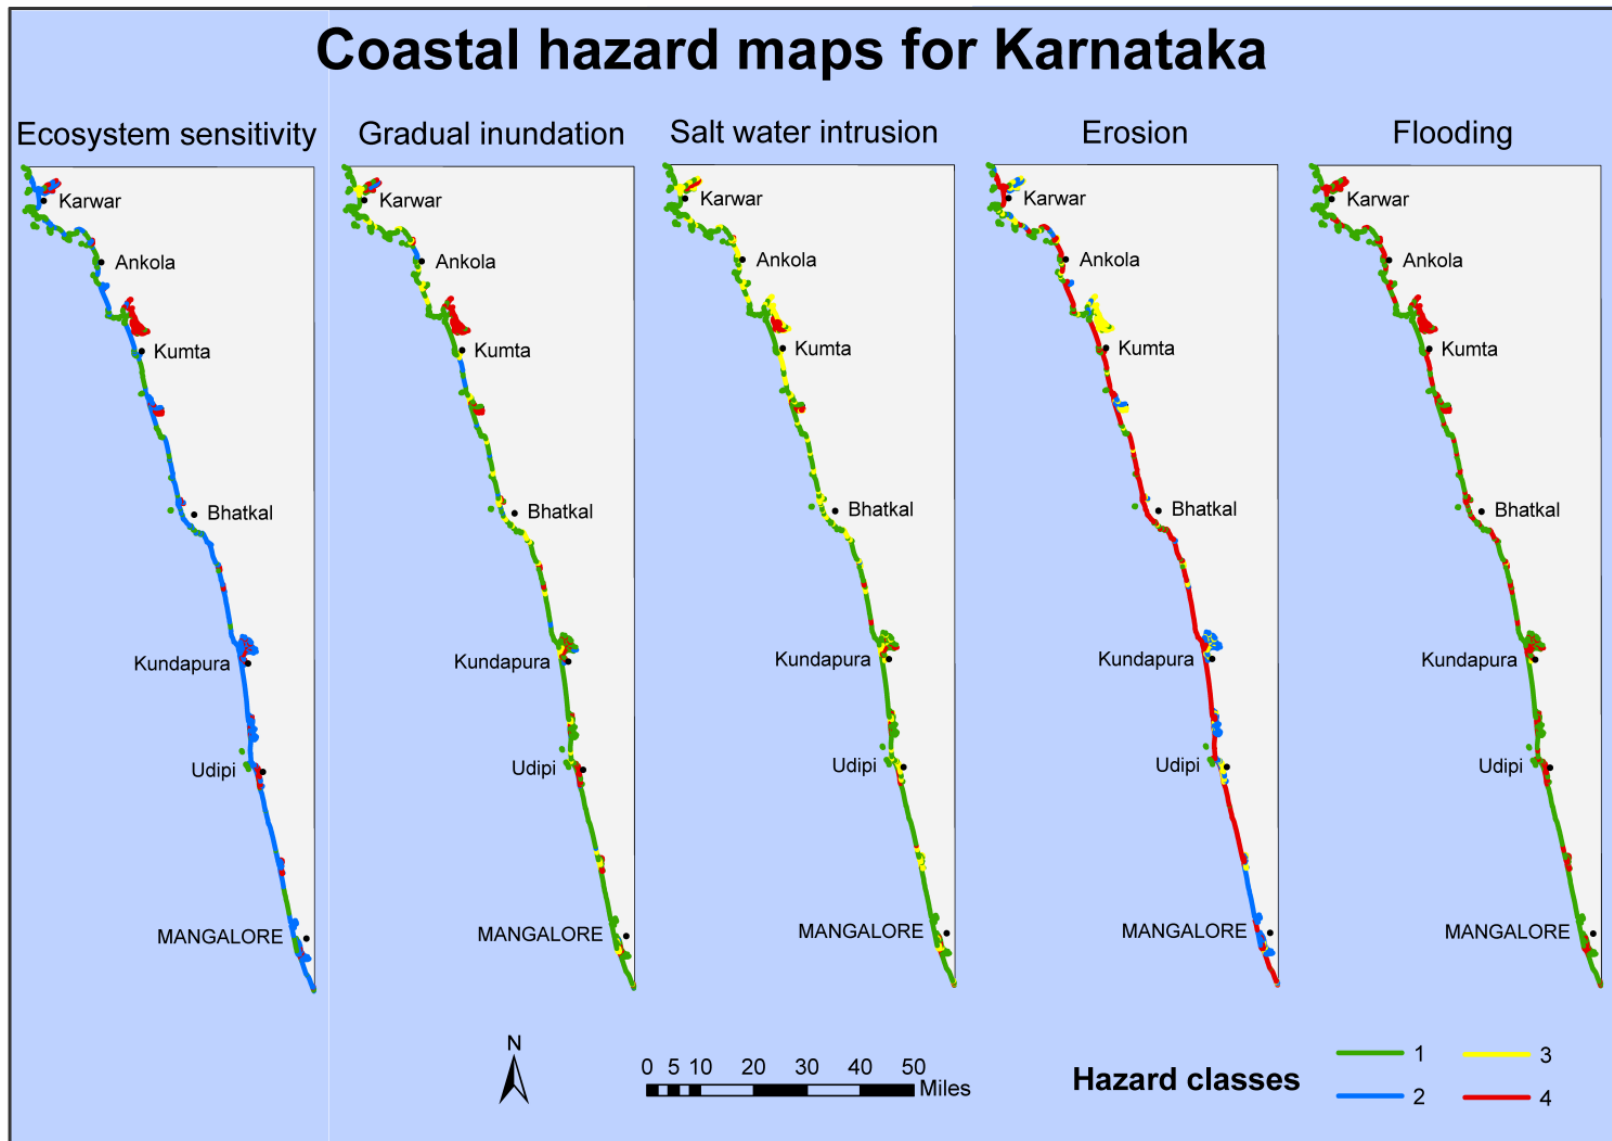 Coastal hazard maps for Karnataka
Ecosystem sensitivity
Karwar
Ankola
Kumta
Bhatkal
Kundapura
Udipi
MANGALORE
Gradual inundation
Karwar
Ankola
Kumta
Bhatkal
Kundapura
Udipi
MANGALORE
Salt water intrusion
Karwar
Ankola
Kumta
Bhatkal
Kundapura
Udipi
MANGALORE
Erosion
Karwar
Ankola
Kumta
Bhatkal
Kundapura
Udipi
MANGALORE
Flooding
Karwar
Ankola
Kumta
Bhatkal
Kundapura
Udipi
MANGALORE
N
0 5 10 20 30 40 50
Miles
Hazard classes
1 3
2 4